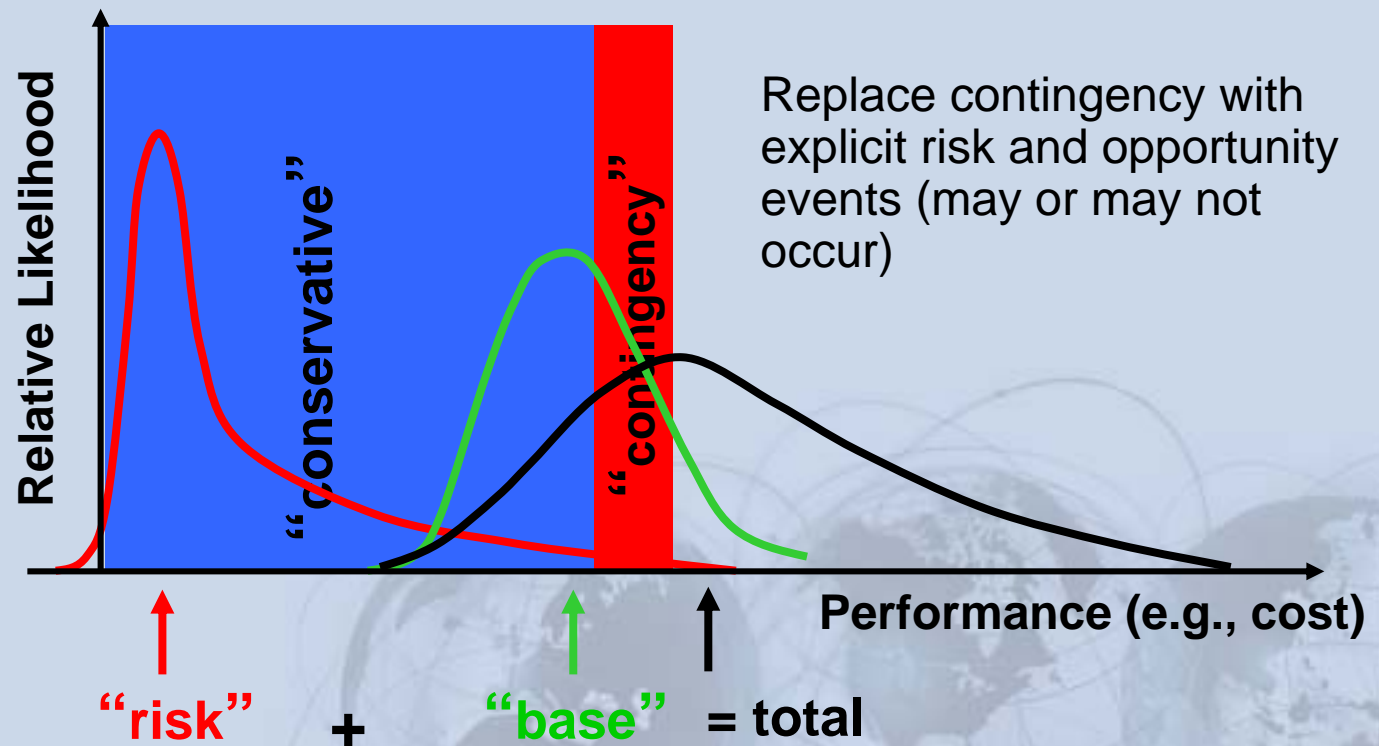 Relative Likelihood
“conservative”
“contingency”
Replace contingency with
explicit risk and opportunity
events (may or may not
occur)
Performance (e.g., cost)
“risk” + “base” = total